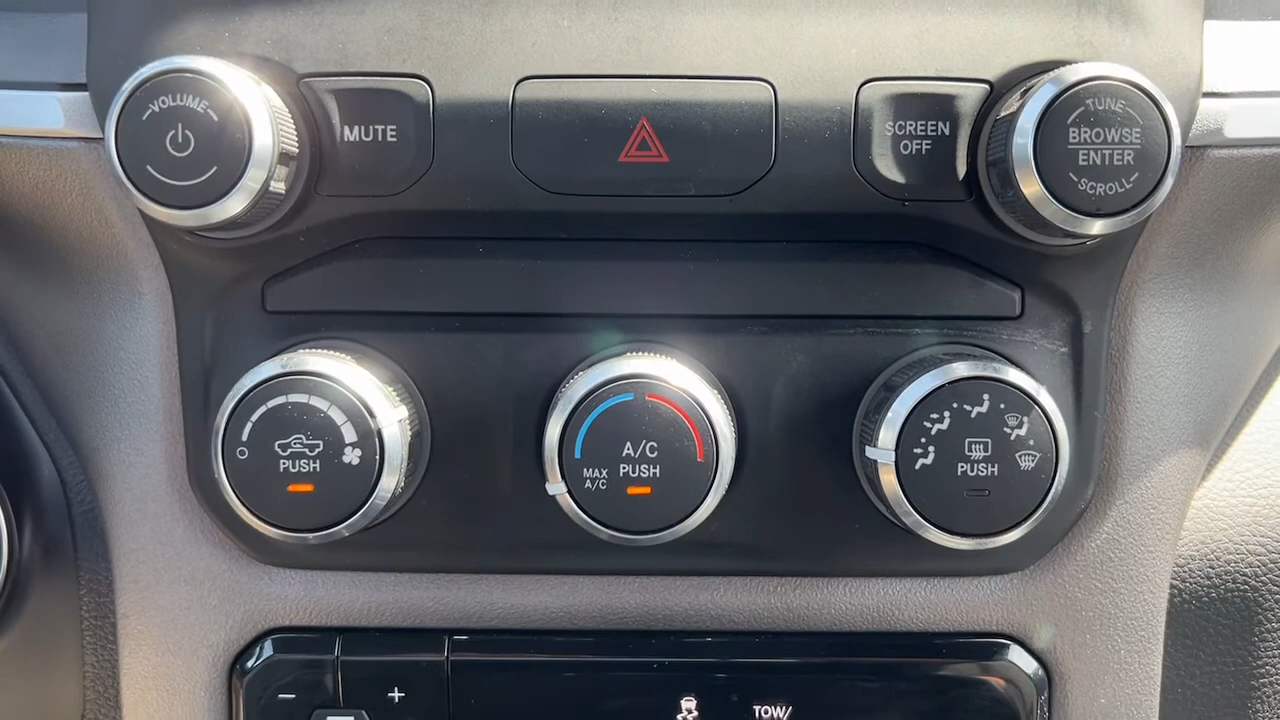 VOLUME
MUTE
SCREEN
OFF
TUNE
BROWSE
ENTER
SCROLL
O
PUSH
A/C
PUSH
MAX
A/C
PUSH
- +
TOW/